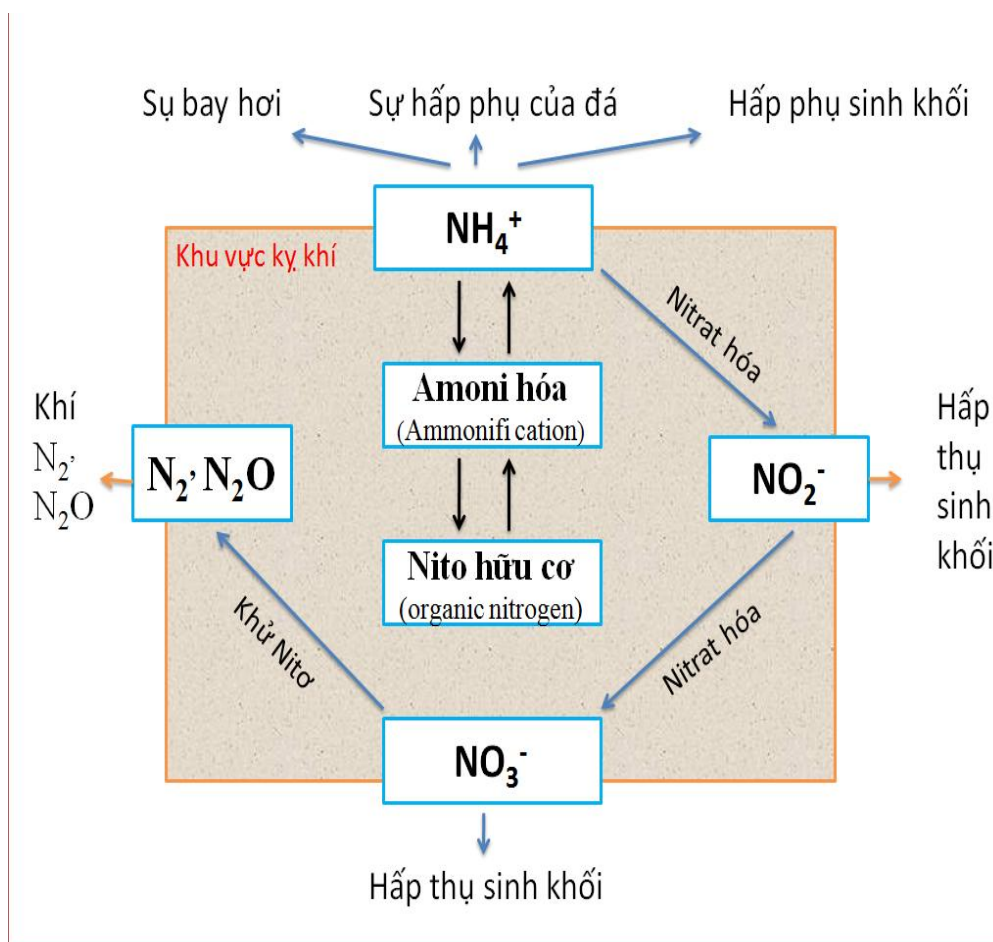 Sụ bay hơi
Sự hấp phụ của đá
Hấp phụ sinh khối
NH₄⁺
Khu vực kỵ khí
Nitrat hóa
Amoni hóa
(Ammonifi cation)
Khí
N₂,
N₂O
N₂, N₂O
NO₂⁻
Hấp
thụ
sinh
khối
Nito hữu cơ
(organic nitrogen)
Khử Nitơ
Nitrat hóa
NO₃⁻
Hấp thụ sinh khối